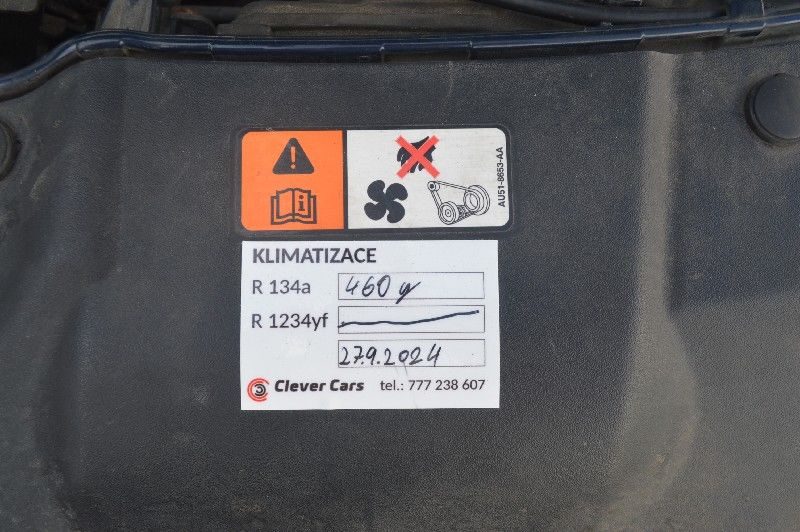 AU51-8653-AA
KLIMATIZACE
R 134a 460 g
R 1234yf
27.9.2024
Clever Cars tel.: 777 238 607